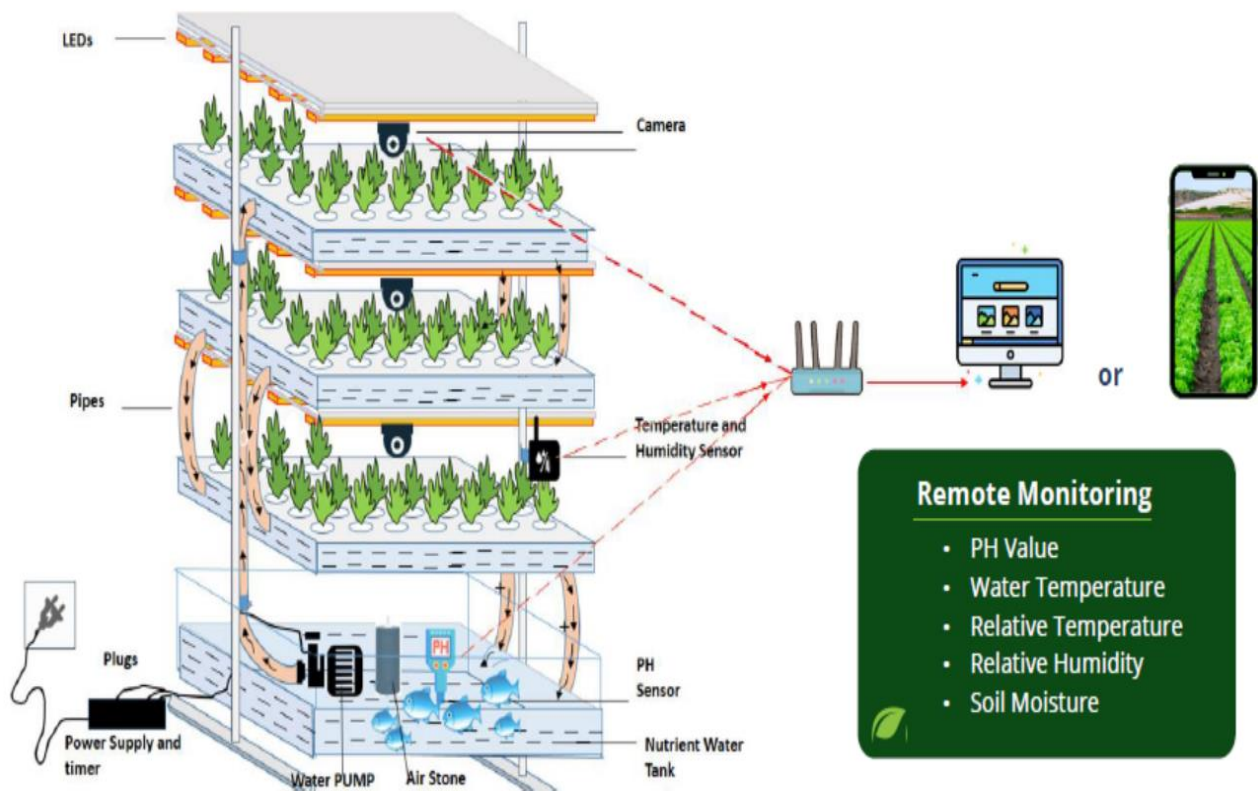 LEDs
Camera
Pipes
Temperature and
Humidity Sensor
or
Remote Monitoring
• PH Value
• Water Temperature
• Relative Temperature
• Relative Humidity
• Soil Moisture
PH
Plugs
PH
Sensor
Power Supply and
timer
Water PUMP
Air Stone
Nutrient Water
Tank